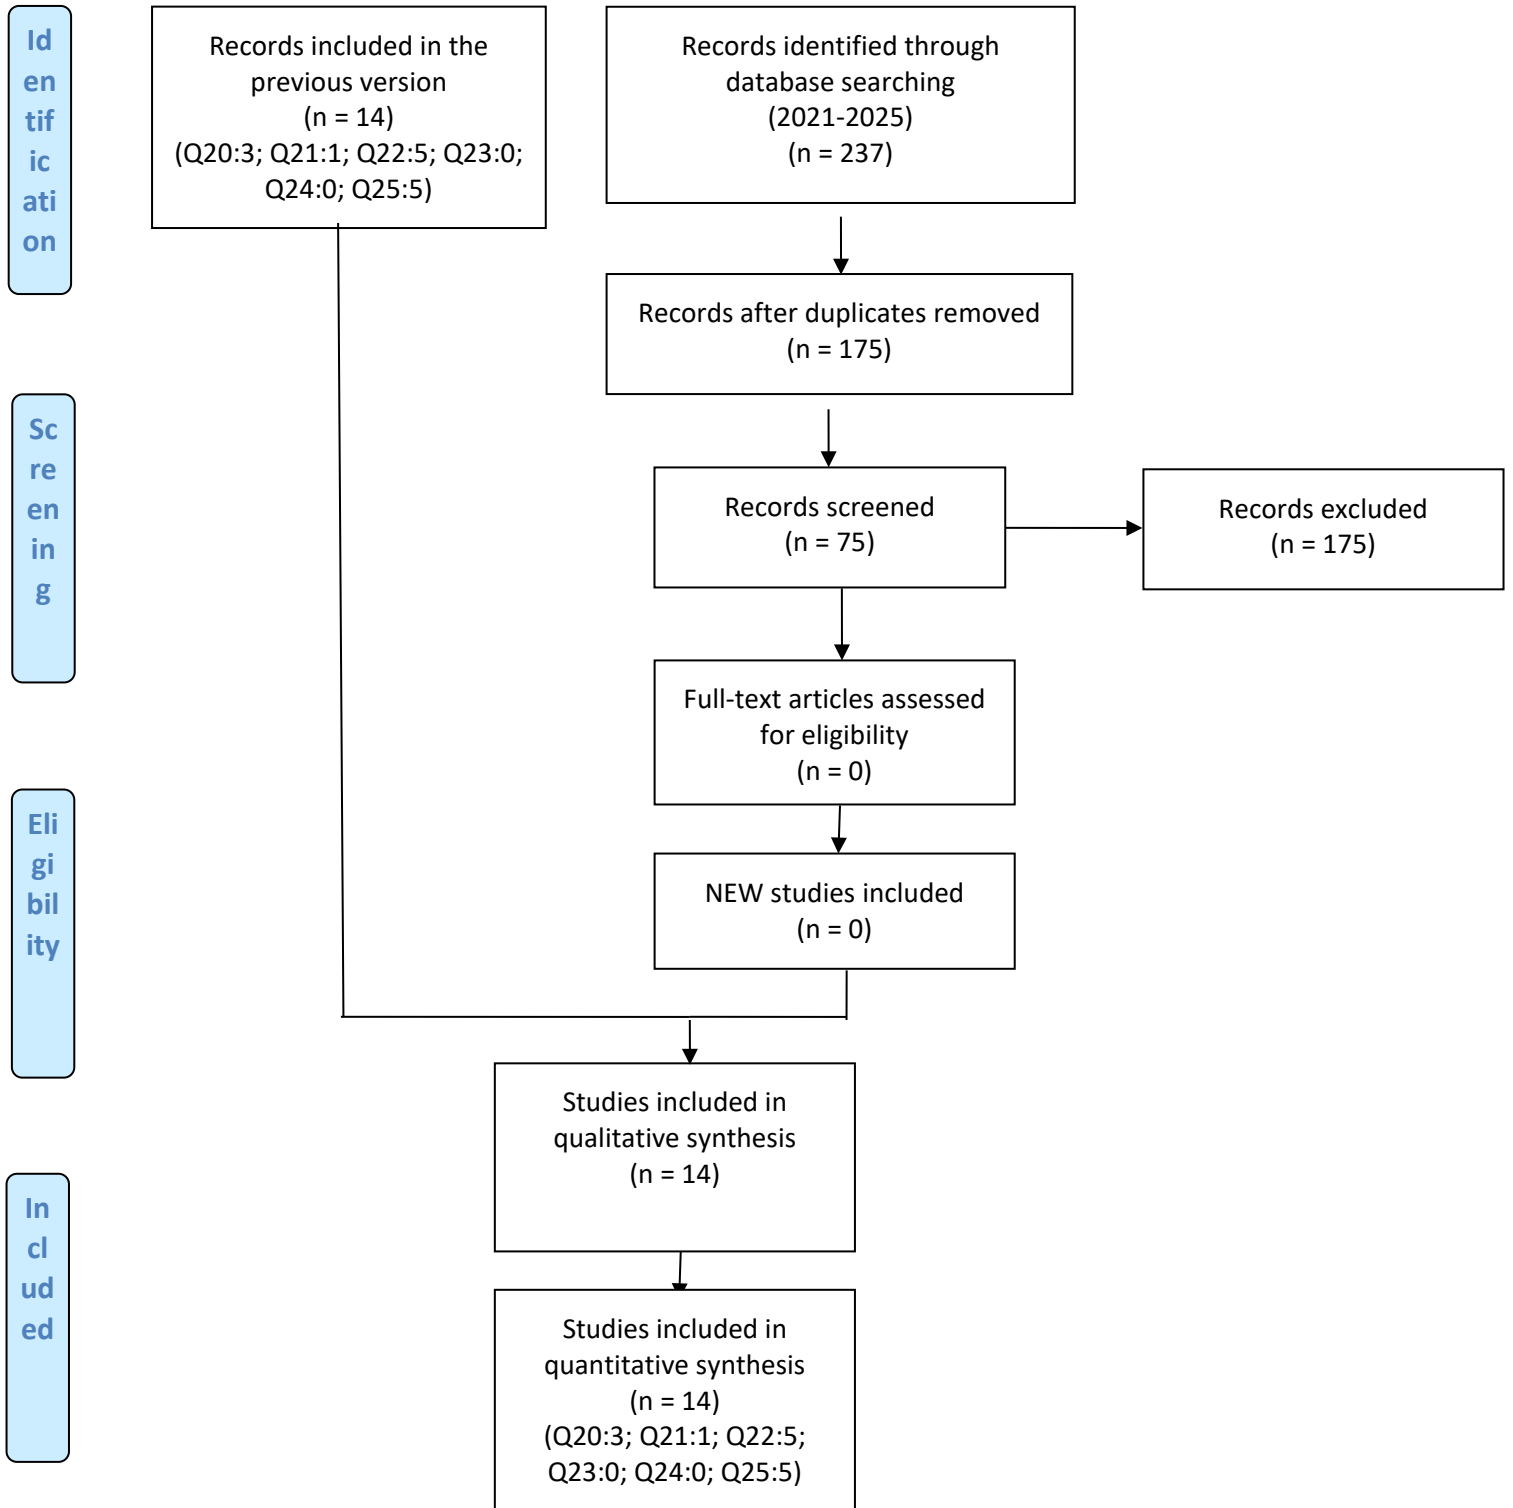 Id
en
tif
ic
ati
on
Records included in the
previous version
(n = 14)
(Q20:3; Q21:1; Q22:5; Q23:0;
Q24:0; Q25:5)
Records identified through
database searching
(2021-2025)
(n = 237)
Records after duplicates removed
(n = 175)
Sc
re
en
in
g
Records screened
(n = 75)
Records excluded
(n = 175)
Full-text articles assessed
for eligibility
(n = 0)
Eli
gi
bil
ity
NEW studies included
(n = 0)
Studies included in
qualitative synthesis
(n = 14)
In
cl
ud
ed
Studies included in
quantitative synthesis
(n = 14)
(Q20:3; Q21:1; Q22:5;
Q23:0; Q24:0; Q25:5)